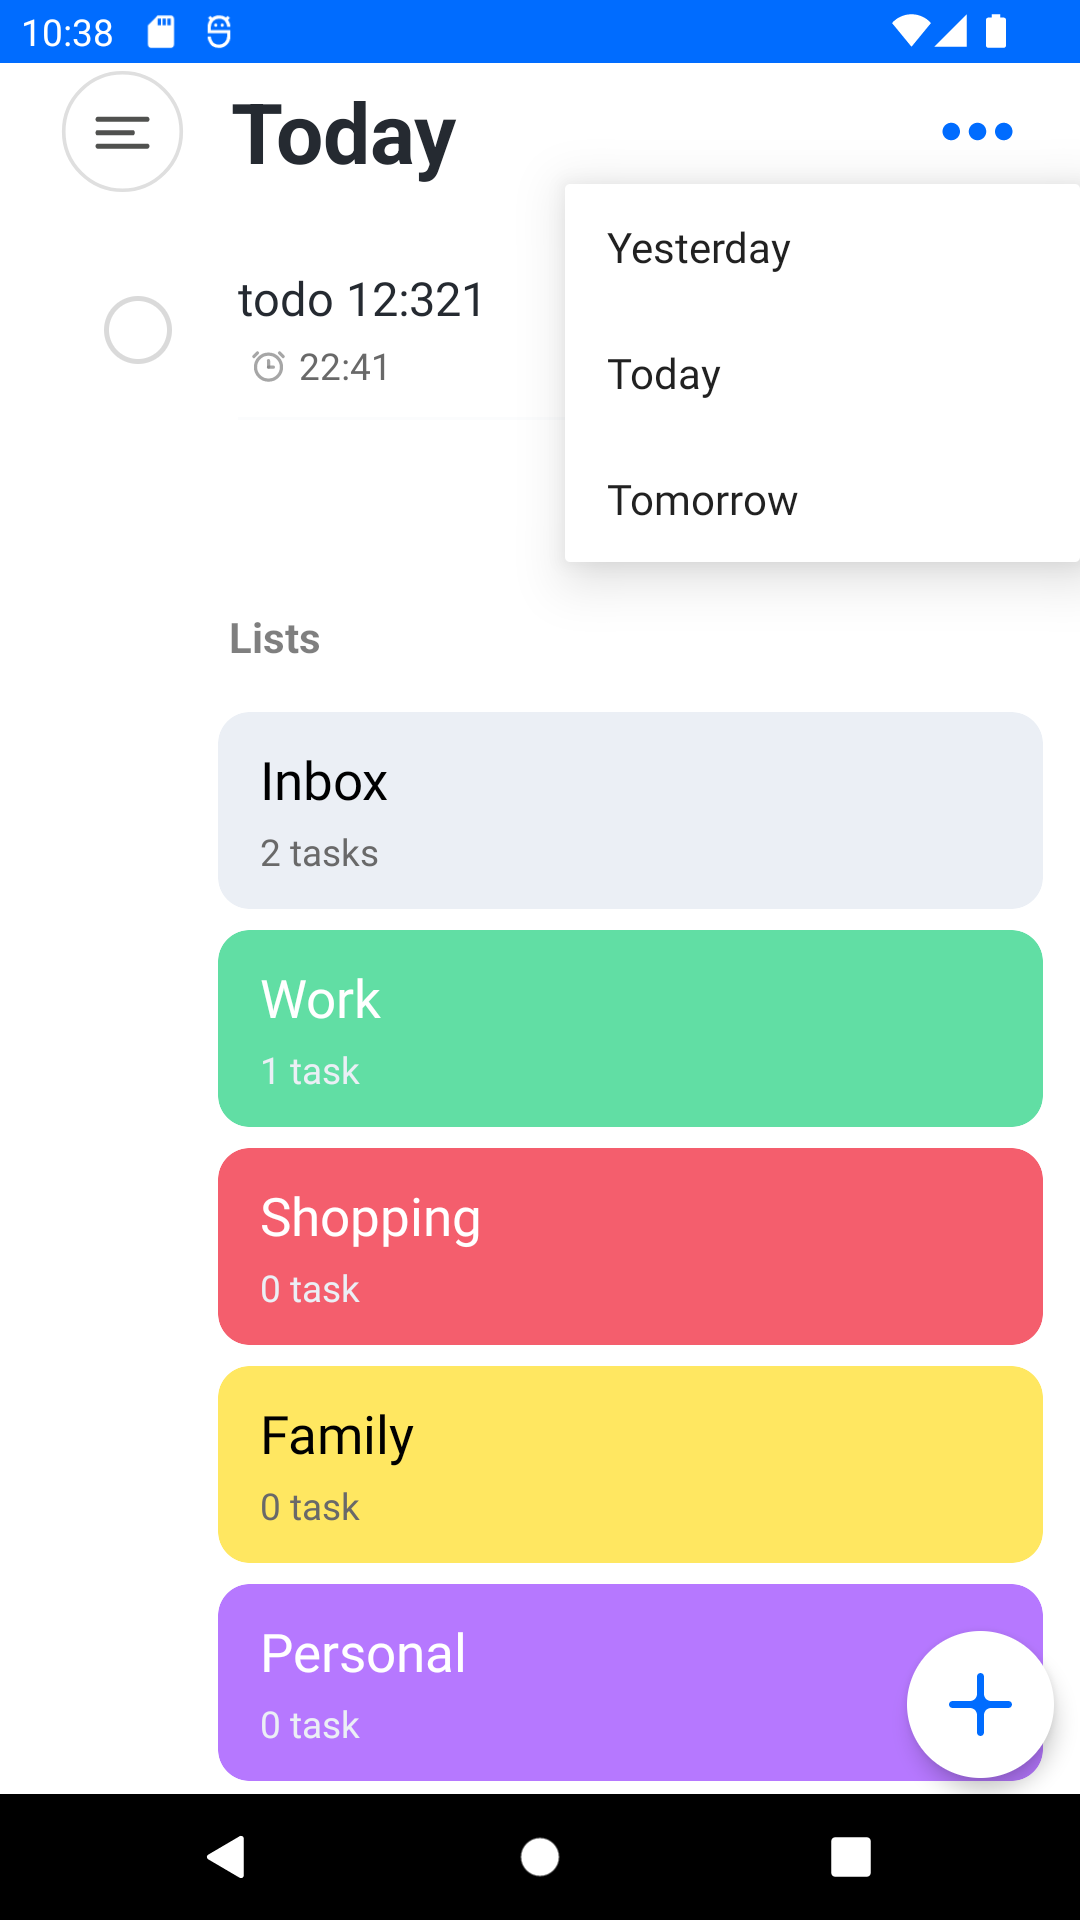 10:38
Today
Yesterday
todo 12:321
22:41
Today
Tomorrow
Lists
Inbox
2 tasks
Work
1 task
Shopping
0 task
Family
0 task
Personal
0 task